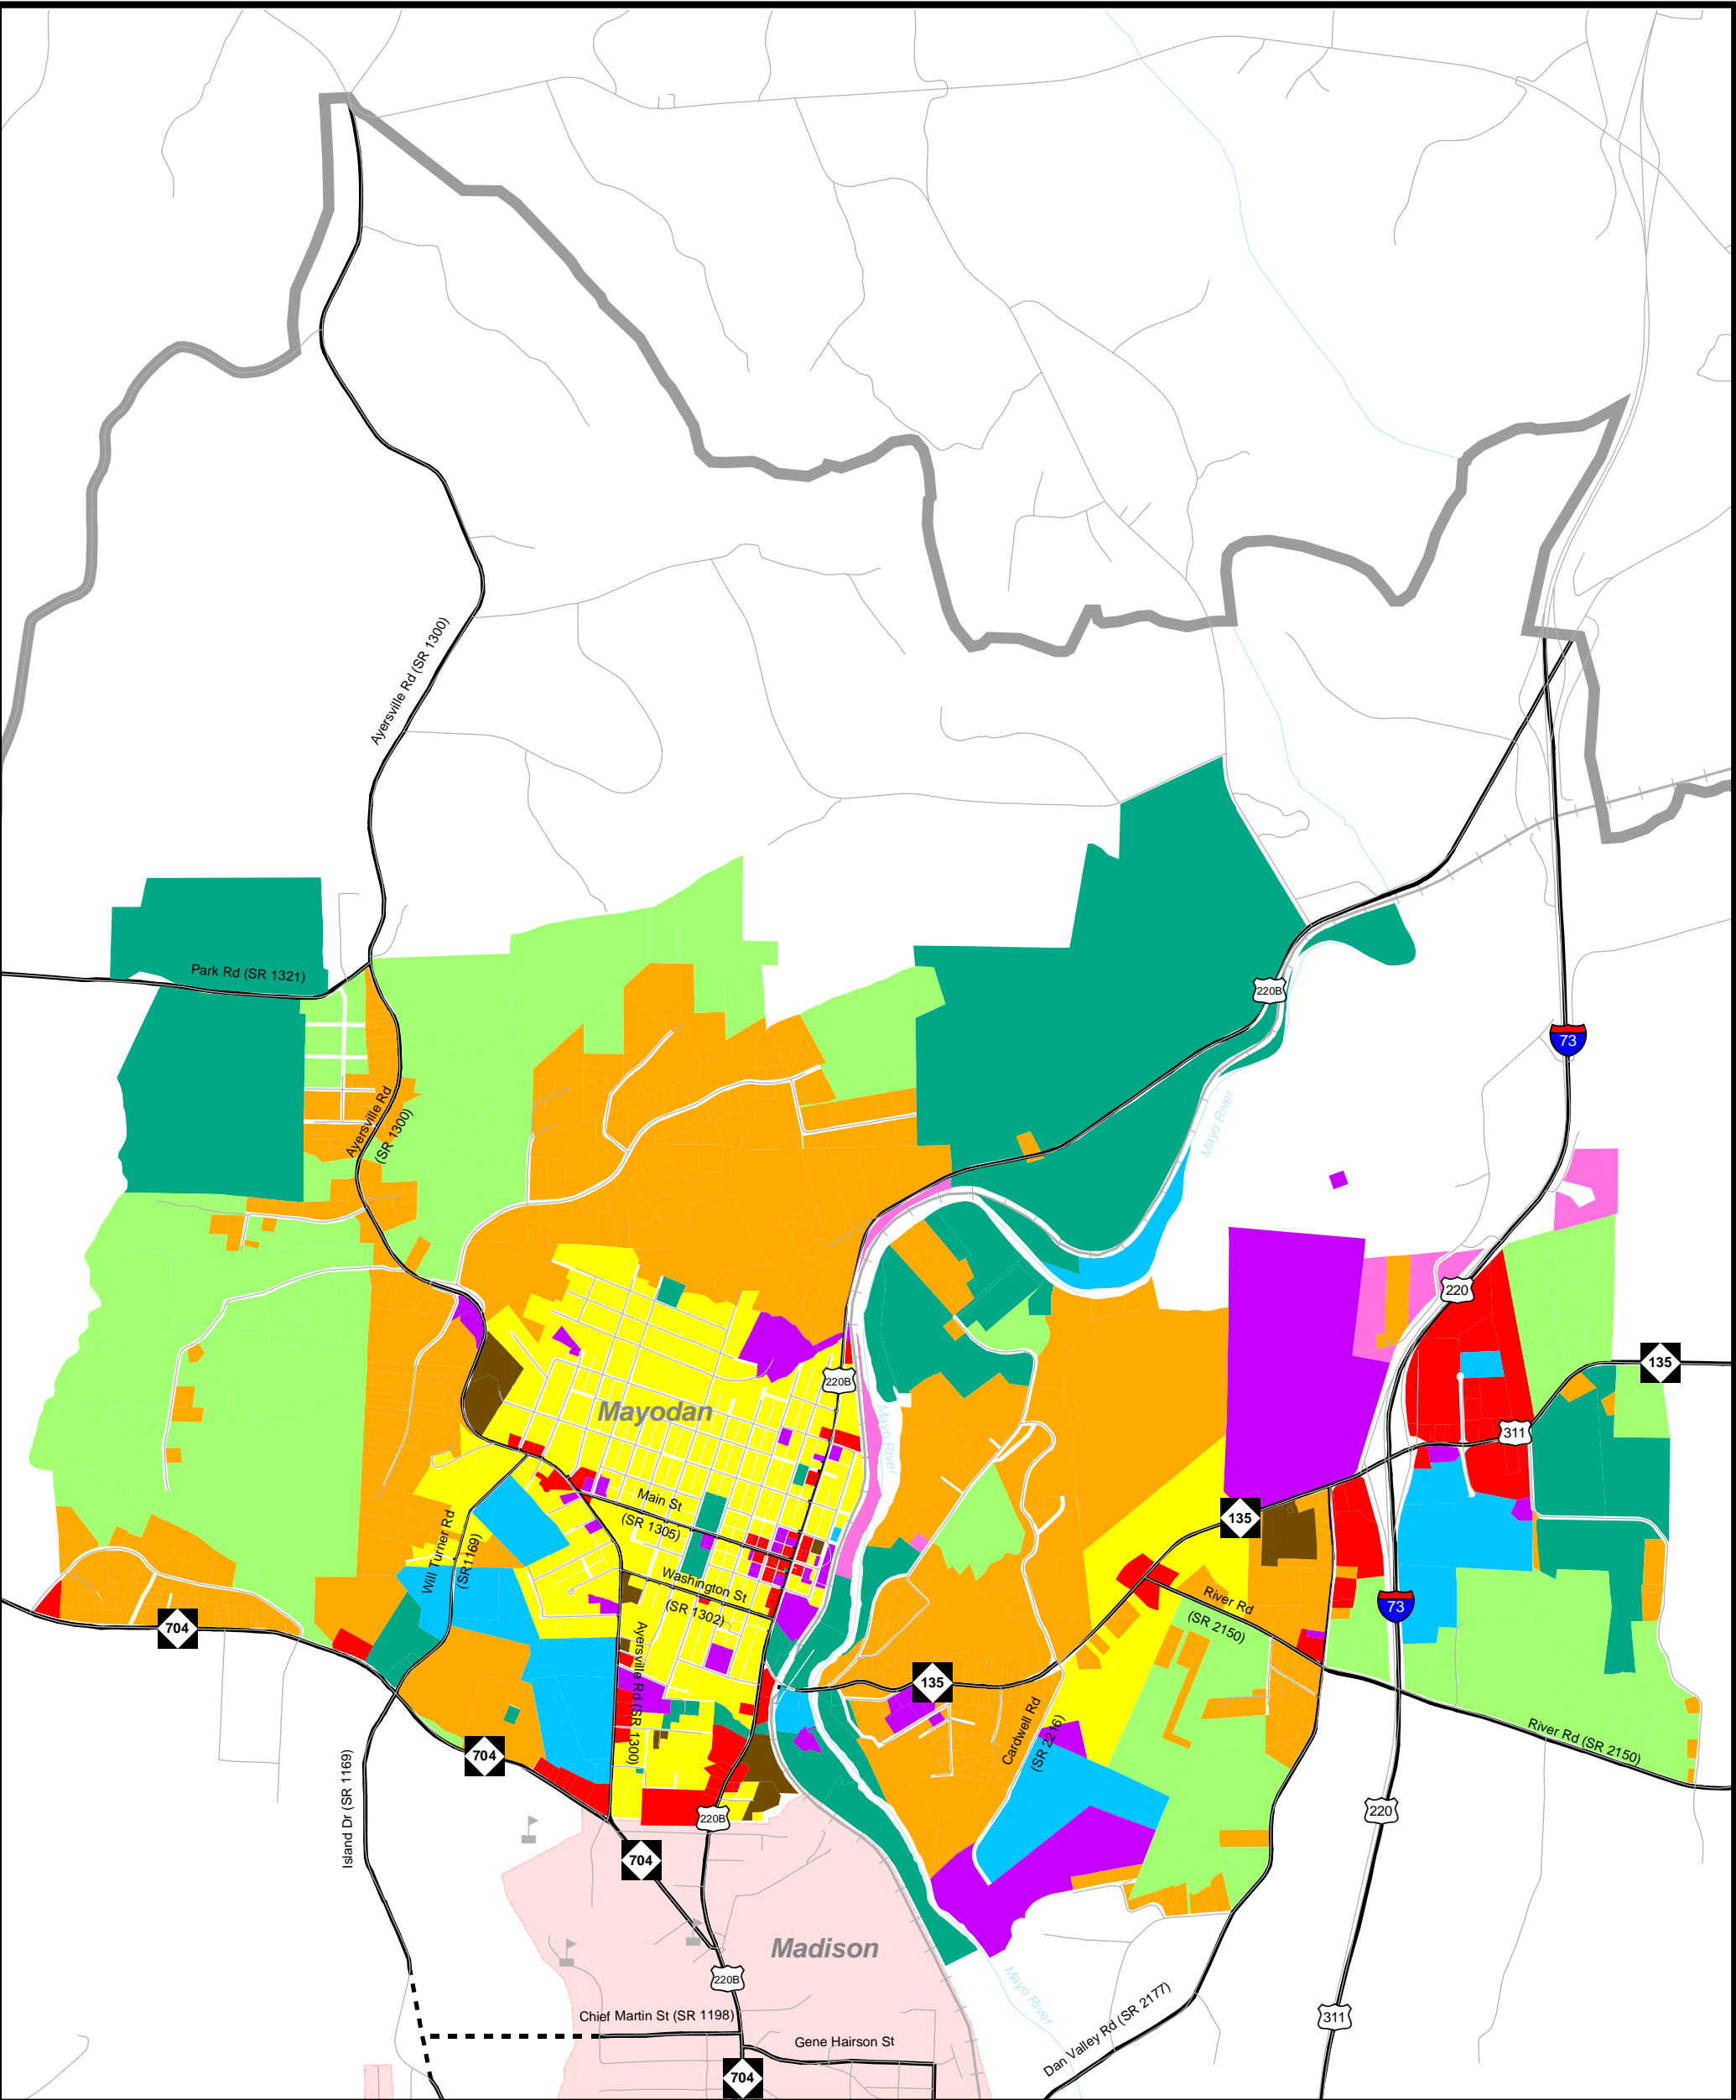 Ayersville Rd (SR 1300)
Park Rd (SR 1321)
220B
73
Ayersville Rd
(SR 1300)
Mayo River
220
135
220B
Mayodan
Mayo River
311
Main St
(SR 1305)
135
Will Turner Rd
(SR1169)
Washington St
(SR 1302)
River Rd
(SR 2150)
73
704
Ayersville Rd (SR 1300)
135
Cardwell Rd
(SR 2216)
River Rd (SR 2150)
704
Island Dr (SR 1169)
220B
220
704
Madison
220B
Mayo River
Chief Martin St (SR 1198)
Gene Hairson St
Dan Valley Rd (SR 2177)
311
704